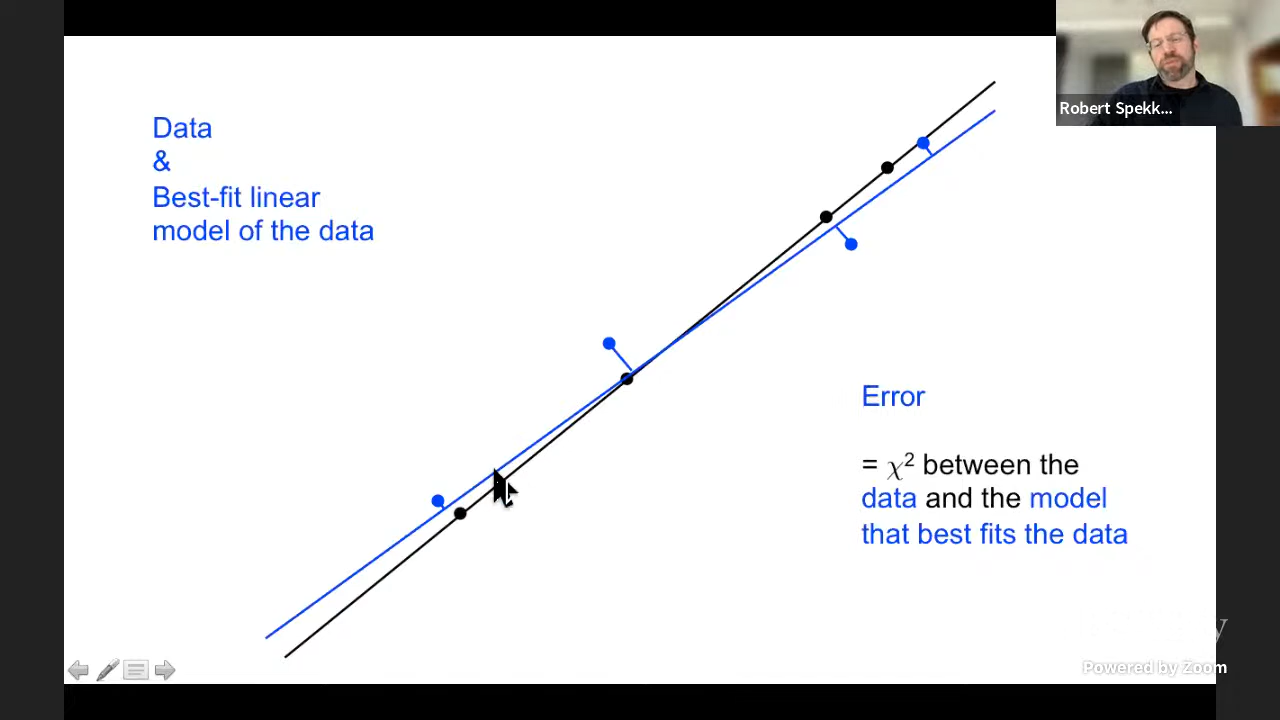 Data
&
Best-fit linear
model of the data
Robert Spekk...
Error
= χ² between the
data and the model
that best fits the data
Powered by Zoom